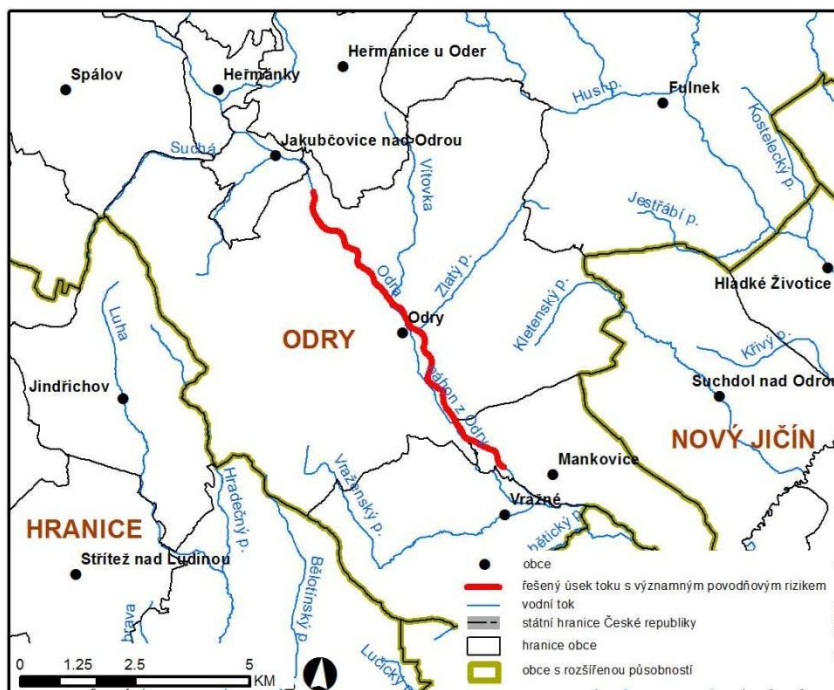 Spálov
Heřmánky
Heřmanice u Oder
Husí p.
Fulnek
Kostelecký p.
Suchá
Jakubčovice nad Odrou
Vítovka
Jestřábí p.
Hladké Životice
Odra
Zlatý p.
Kletenský p.
Luha
ODRY
Odry
Křivý p.
Jindřichov
Suchdol nad Odrou
náhon z Odry
NOVÝ JIČÍN
Mankovice
Vraženský p.
Hradečný p.
Vražné
HRANICE
Bělotínský p.
Střítež nad Ludinou
Lučický p.
obce
řešený úsek toku s významným povodňovým rizikem
vodní tok
státní hranice České republiky
hranice obce
obce s rozšířenou působností
0 1.25 2.5 5
KM